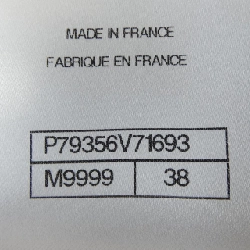 MADE IN FRANCE
FABRIQUE EN FRANCE
P79356V71693
M9999 38